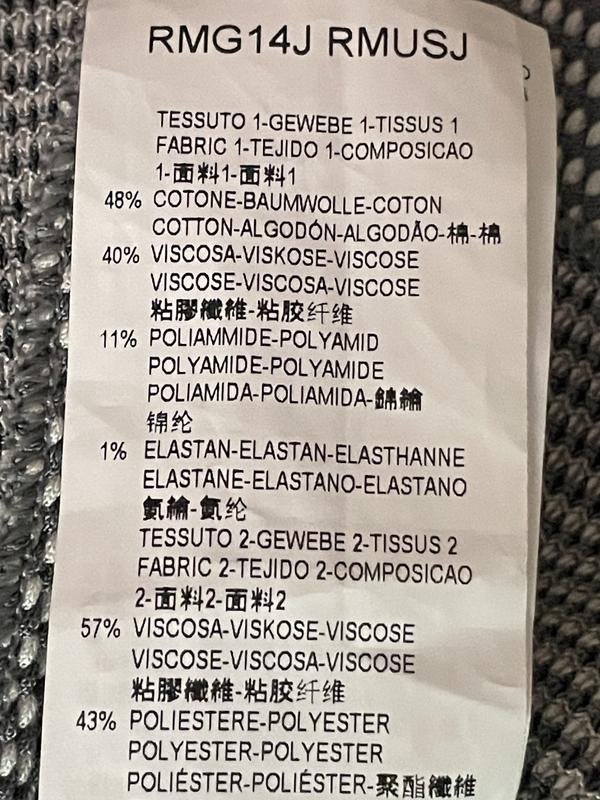 RMG14J RMUSJ
TESSUTO 1-GEWEBE 1-TISSUS 1
FABRIC 1-TEJIDO 1-COMPOSICAO
1-面料1-面料1
48% COTONE-BAUMWOLLE-COTON
COTTON-ALGODÓN-ALGODÃO-棉-棉
40% VISCOSA-VISKOSE-VISCOSE
VISCOSE-VISCOSA-VISCOSE
粘膠纖維-粘胶纤维
11% POLIAMMIDE-POLYAMID
POLYAMIDE-POLYAMIDE
POLIAMIDA-POLIAMIDA-錦綸
锦纶
1% ELASTAN-ELASTAN-ELASTHANNE
ELASTANE-ELASTANO-ELASTANO
氨綸-氨纶
TESSUTO 2-GEWEBE 2-TISSUS 2
FABRIC 2-TEJIDO 2-COMPOSICAO
2-面料2-面料2
57% VISCOSA-VISKOSE-VISCOSE
VISCOSE-VISCOSA-VISCOSE
粘膠纖維-粘胶纤维
43% POLIESTERE-POLYESTER
POLYESTER-POLYESTER
POLIÉSTER-POLIÉSTER-聚酯纖維